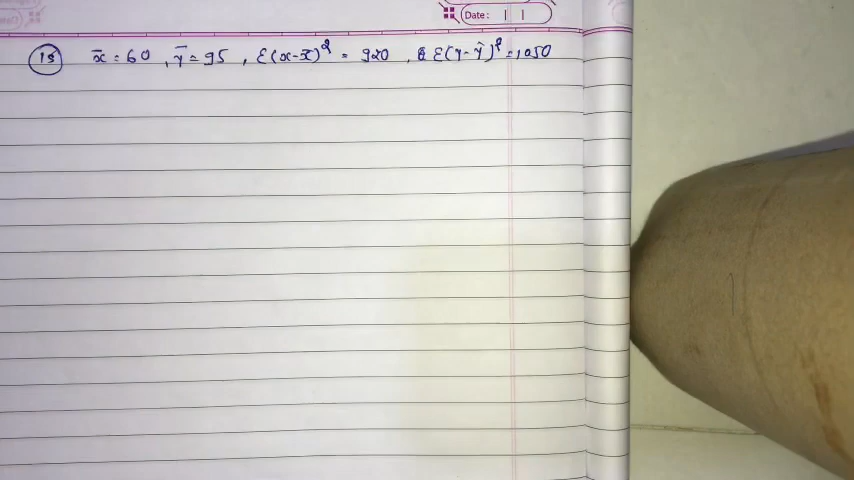 Date: | |
(15) x̄ = 60, ȳ = 95, Σ(x-x̄)² = 920, & Σ(y-ȳ)² = 1050